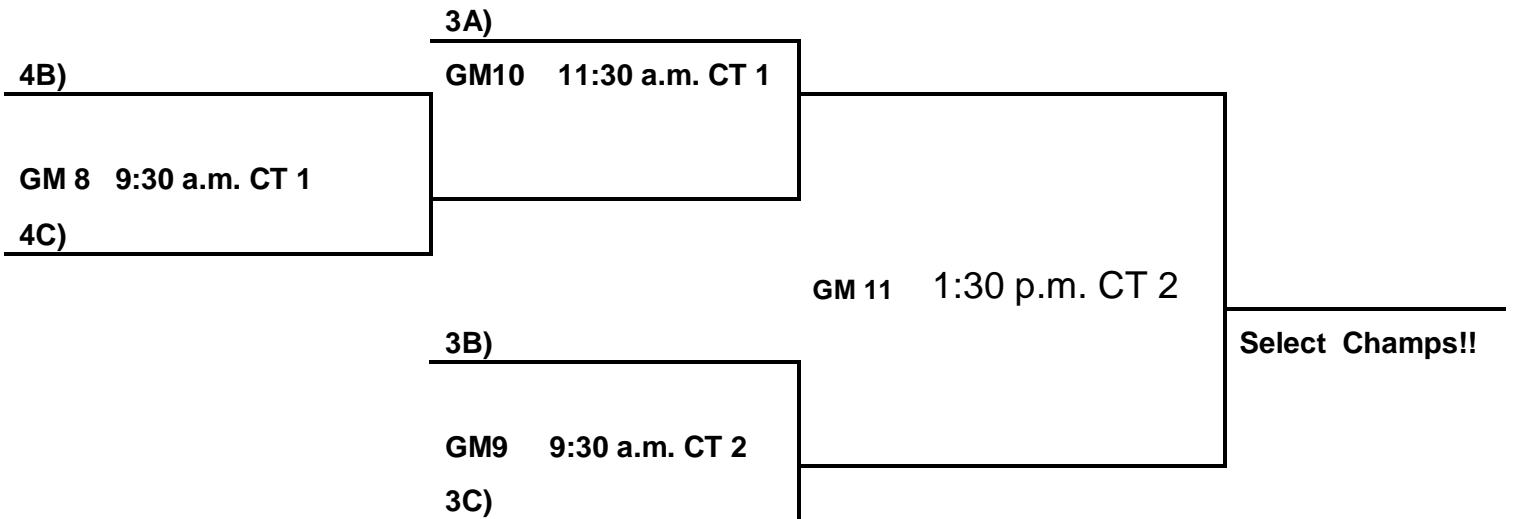 3A)
4B)
GM10 11:30 a.m. CT 1
GM 8 9:30 a.m. CT 1
4C)
GM 11 1:30 p.m. CT 2
3B)
Select Champs!!
GM9 9:30 a.m. CT 2
3C)